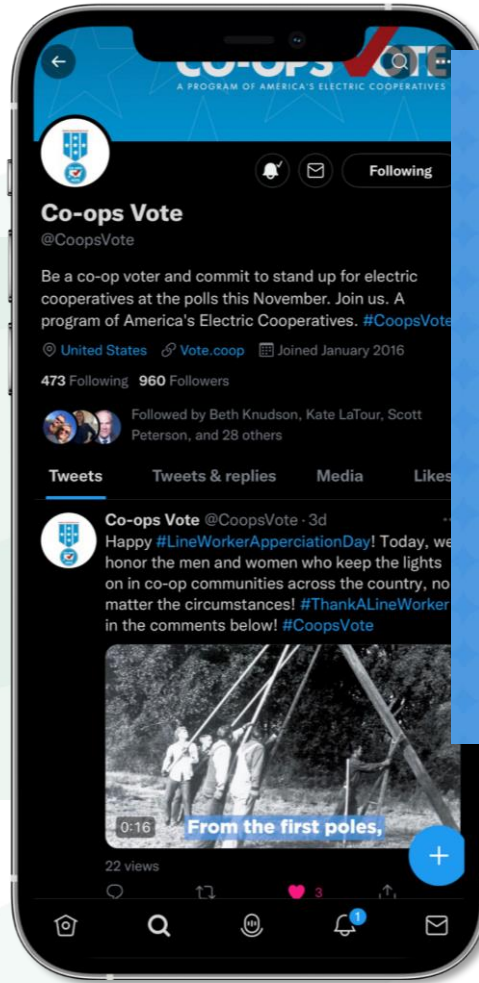 CO-OPS VOTE
A PROGRAM OF AMERICA'S ELECTRIC COOPERATIVES
Following
Co-ops Vote
@CoopsVote
Be a co-op voter and commit to stand up for electric
cooperatives at the polls this November. Join us. A
program of America's Electric Cooperatives. #CoopsVote
United States Vote.coop Joined January 2016
473 Following 960 Followers
Followed by Beth Knudson, Kate LaTour, Scott
Peterson, and 28 others
Tweets Tweets & replies Media Likes
Co-ops Vote @CoopsVote · 3d
Happy #LineWorkerApperciationDay! Today, we
honor the men and women who keep the lights
on in co-op communities across the country, no
matter the circumstances! #ThankALineWorker
in the comments below! #CoopsVote
0:16 From the first poles,
22 views
3
1